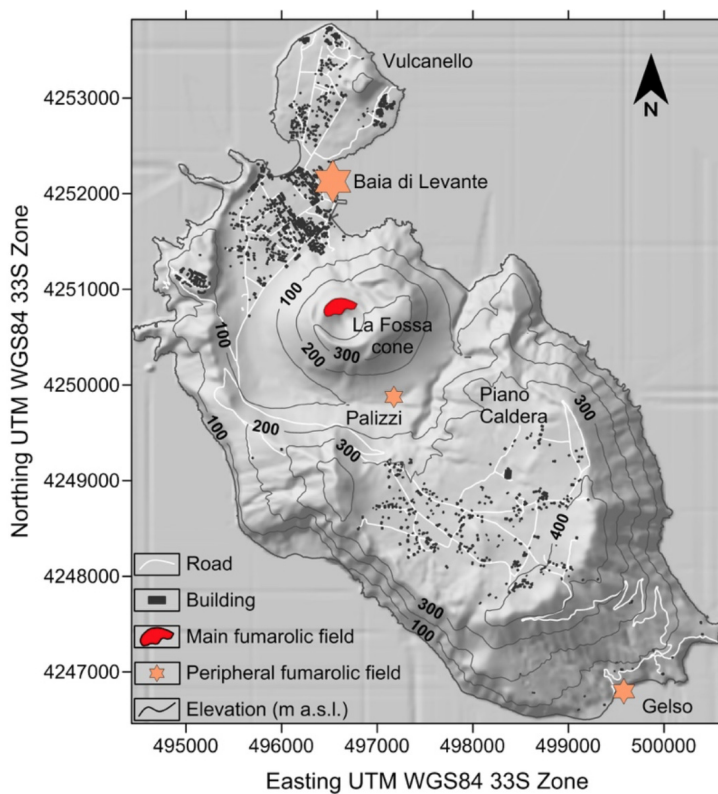 Vulcanello
N
4253000
4252000
Baia di Levante
4251000
100
La Fossa
cone
100
200
300
4250000
Palizzi
Piano
Caldera
300
100
200
300
4249000
400
4248000
300
100
4247000
Gelso
Road
Building
Main fumarolic field
Peripheral fumarolic field
Elevation (m a.s.l.)
Northing UTM WGS84 33S Zone
495000 496000 497000 498000 499000 500000
Easting UTM WGS84 33S Zone